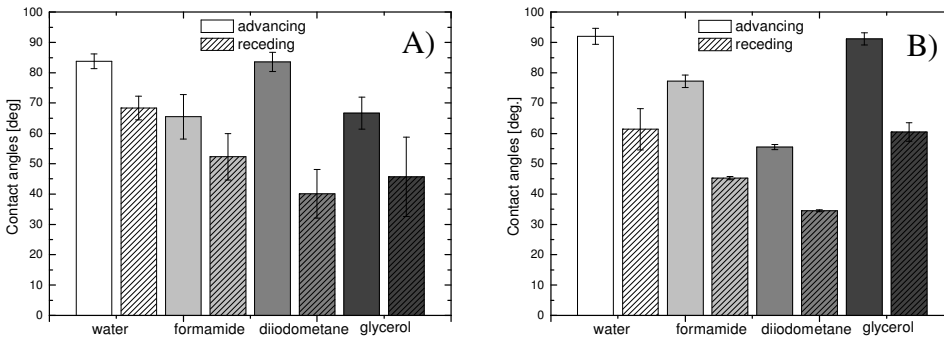 100
90
80
70
60
50
40
30
20
10
0
Contact angles [deg]
advancing
receding
A)
water
formamide
diiodometane
glycerol
100
90
80
70
60
50
40
30
20
10
0
Contact angles [deg.]
advancing
receding
B)
water
formamide
diiodometane
glycerol